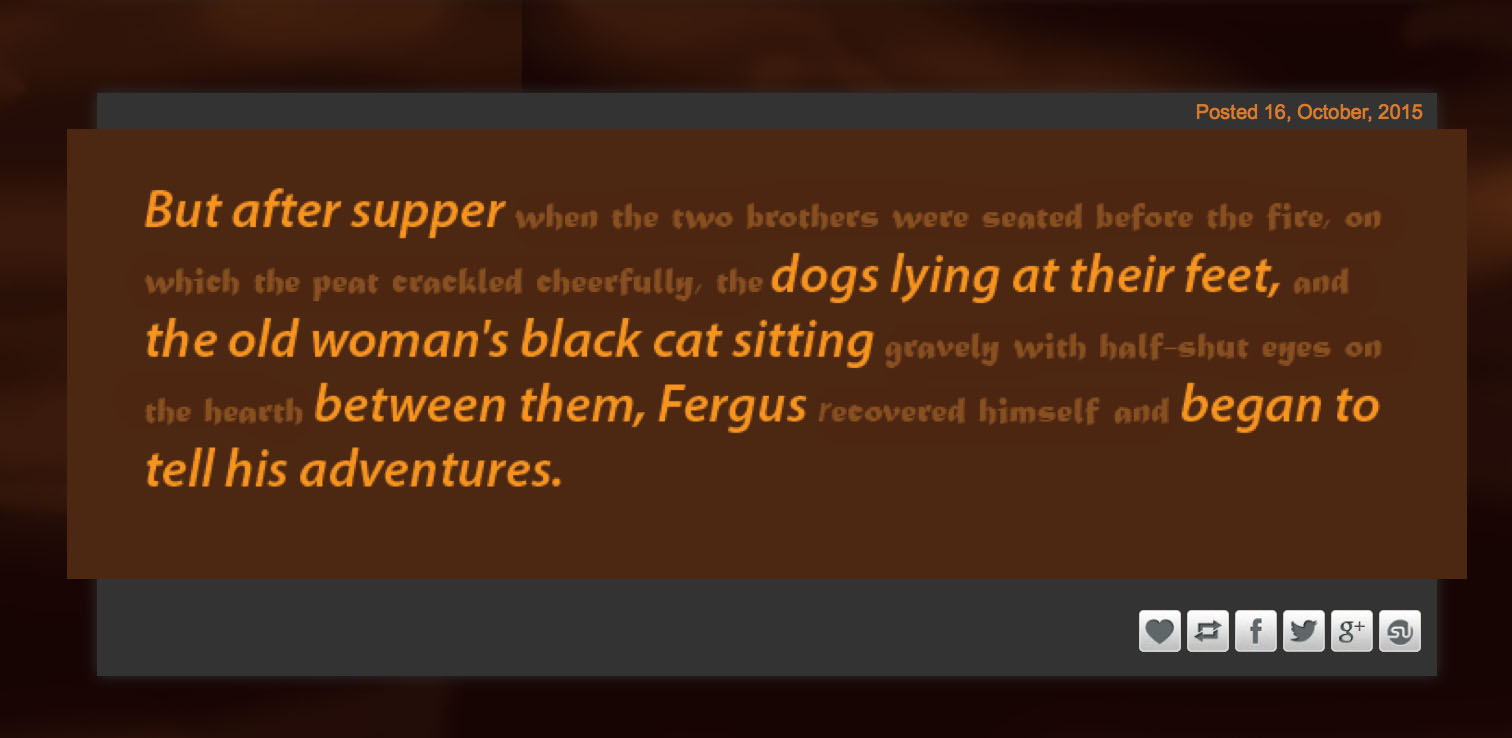 Posted 16, October, 2015
But after supper when the two brothers were seated before the fire, on
which the peat crackled cheerfully, the dogs lying at their feet, and
the old woman's black cat sitting gravely with half-shut eyes on
the hearth between them, Fergus recovered himself and began to
tell his adventures.
f g+ SU